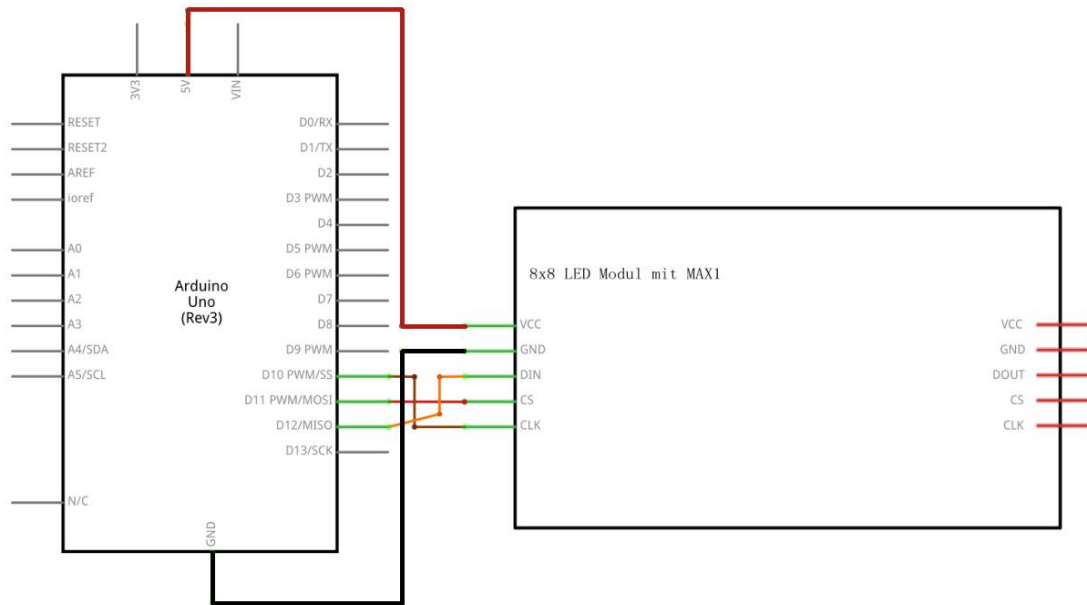 3V3
5V
VIN
RESET
RESET2
AREF
ioref
A0
A1
A2
A3
A4/SDA
A5/SCL
N/C
Arduino
Uno
(Rev3)
D0/RX
D1/TX
D2
D3 PWM
D4
D5 PWM
D6 PWM
D7
D8
D9 PWM
D10 PWM/SS
D11 PWM/MOSI
D12/MISO
D13/SCK
GND
8x8 LED Modul mit MAX1
VCC
GND
DIN
CS
CLK
VCC
GND
DOUT
CS
CLK